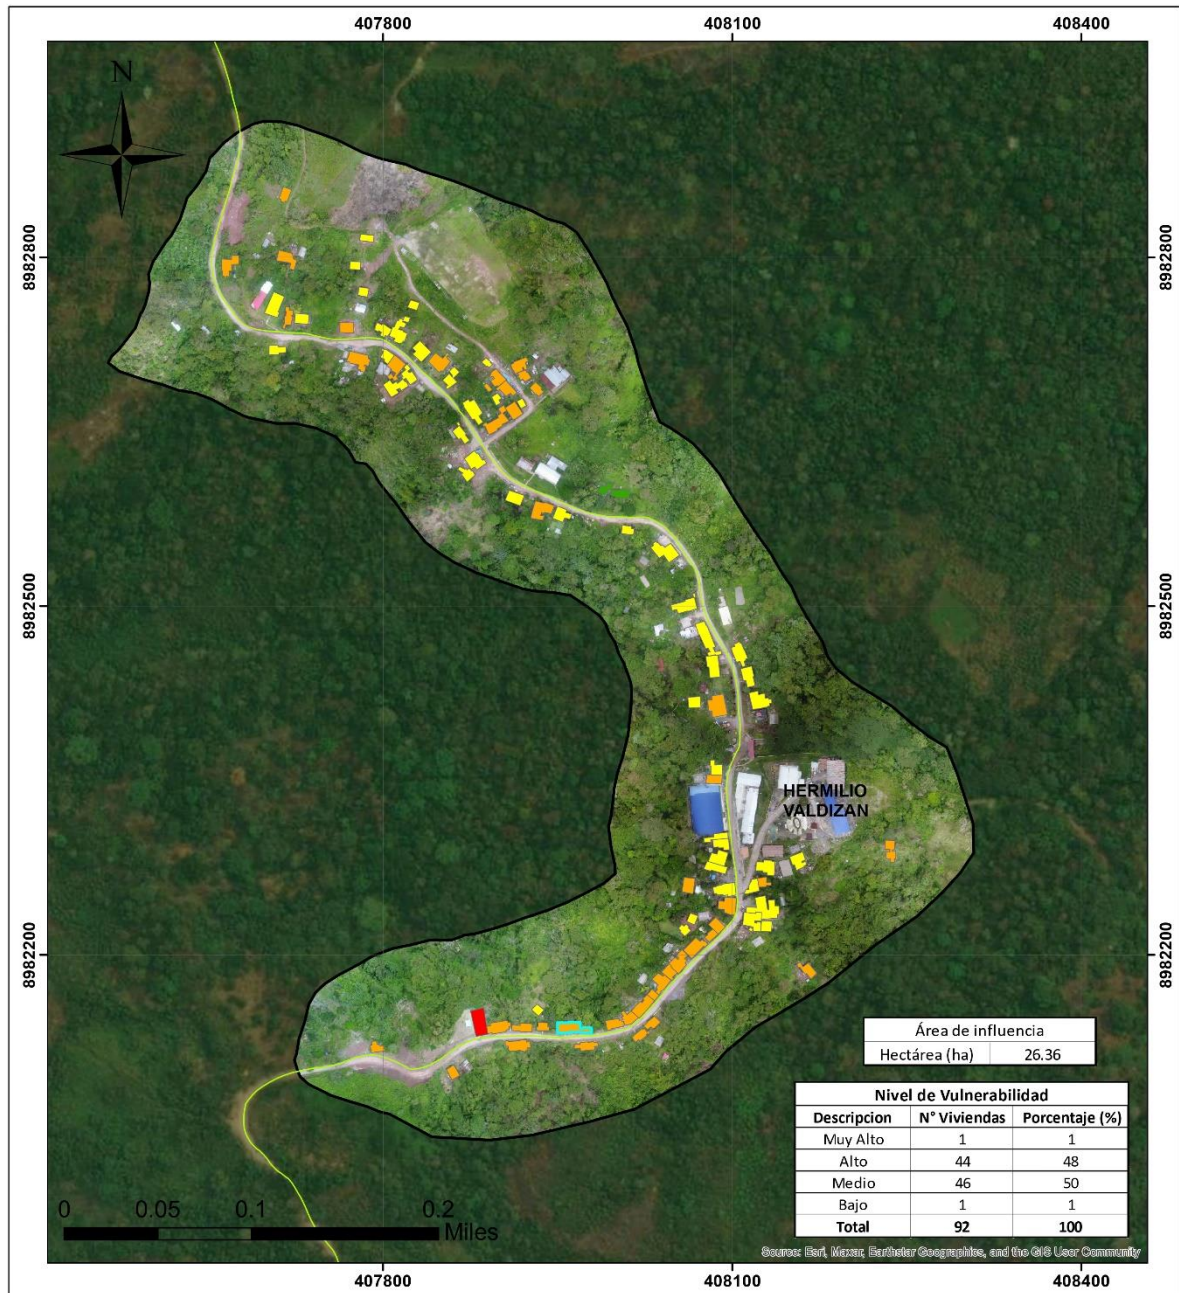 407800 408100 408400
N
8982800 8982800
8982500 8982500
HERMILIO
VALDIZAN
8982200 8982200
Área de influencia
Hectárea (ha) 26.36
Nivel de Vulnerabilidad
Descripcion N° Viviendas Porcentaje (%)
Muy Alto 1 1
Alto 44 48
Medio 46 50
Bajo 1 1
Total 92 100
0 0.05 0.1 0.2
Miles
Source: Esri, Maxar, Earthstar Geographics, and the GIS User Community
407800 408100 408400